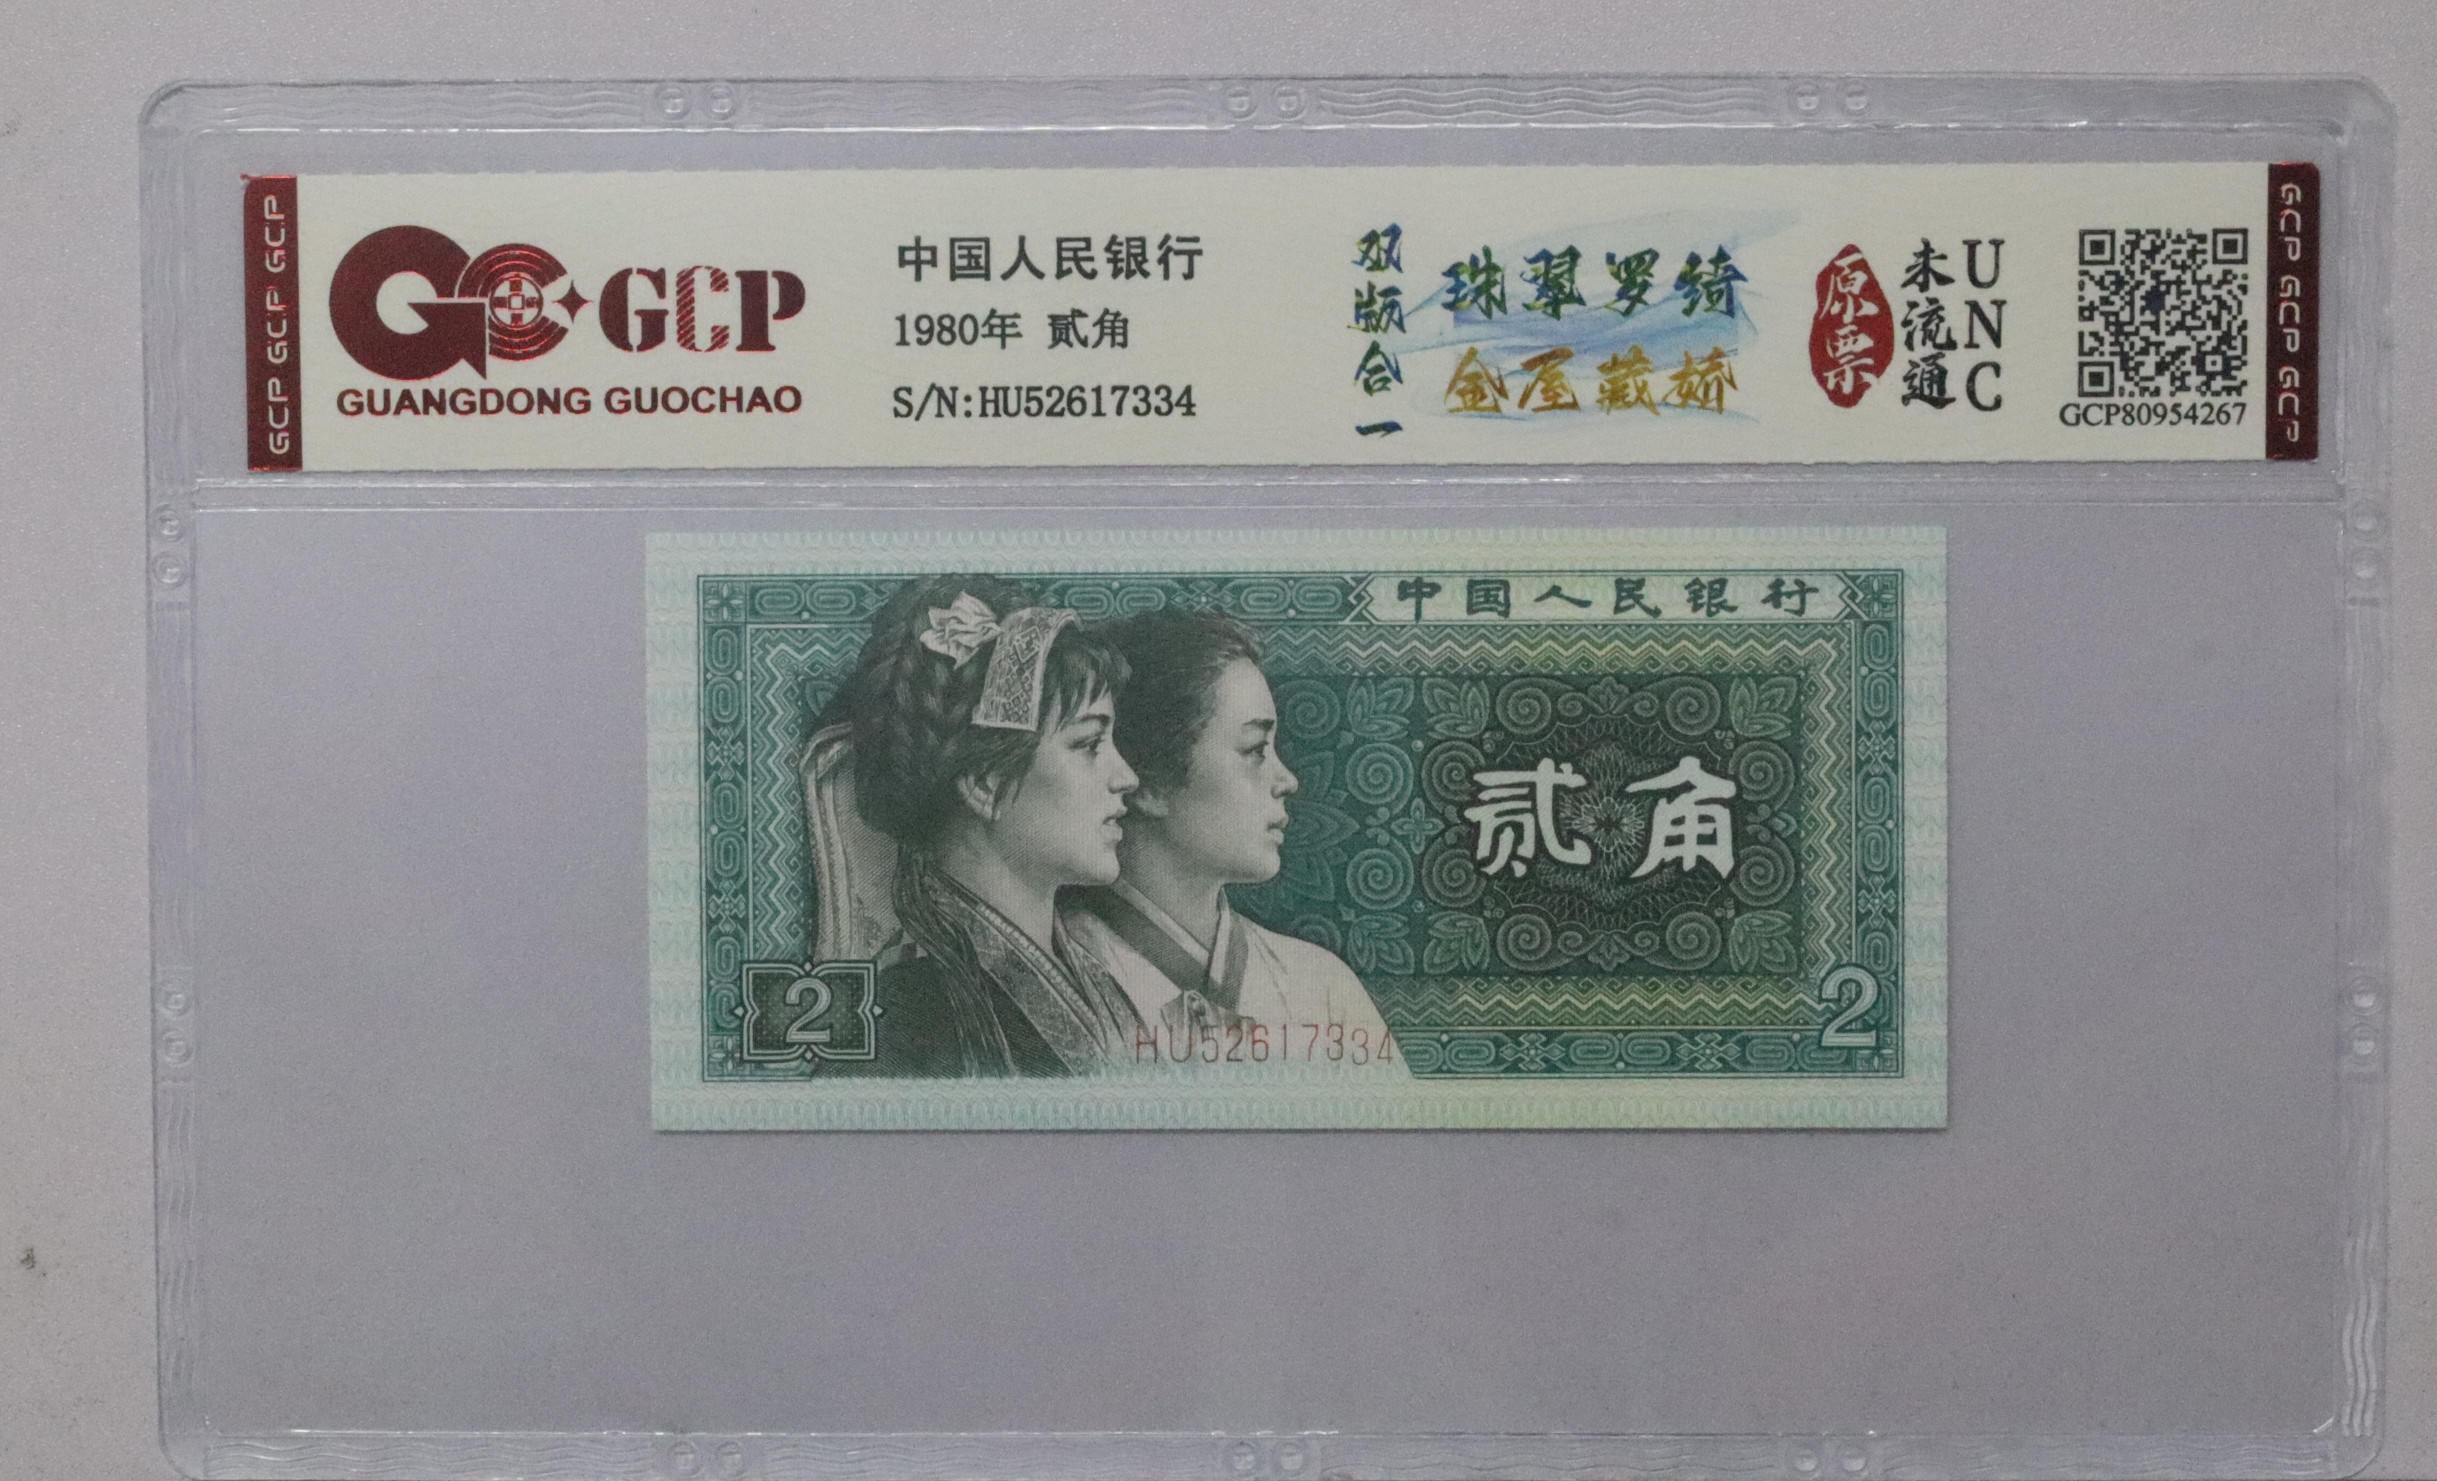 GCP GCP GCP
GCP
GUANGDONG GUOCHAO
中国人民银行
1980年 贰角
S/N:HU52617334
双版合一
珠翠罗绮
金屋藏娇
原票
未流通
UNC
GCP80954267
GCP GCP GCP
中国人民银行
贰角
2
2
HU52617334